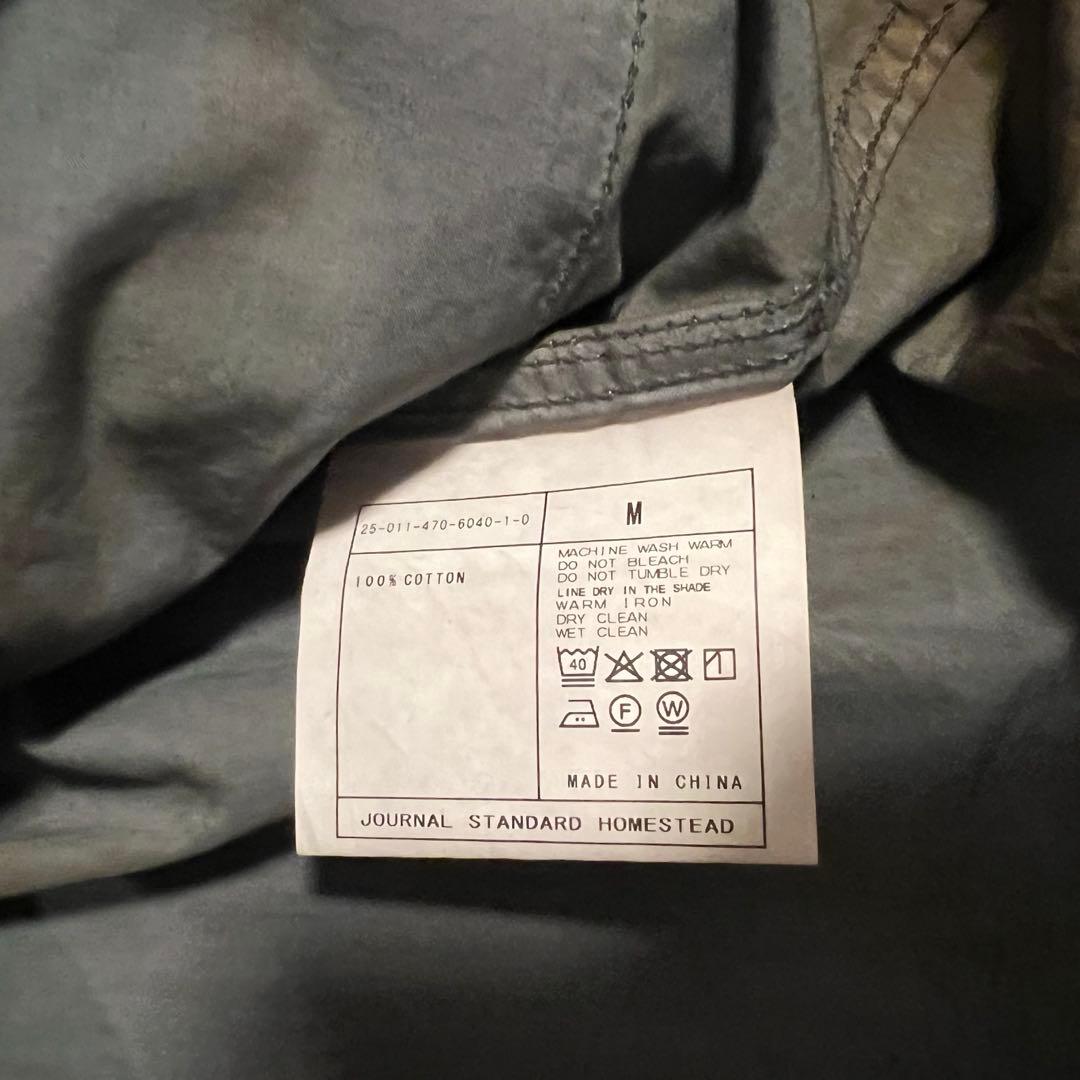 25-011-470-6040-1-0
M
100% COTTON
MACHINE WASH WARM
DO NOT BLEACH
DO NOT TUMBLE DRY
LINE DRY IN THE SHADE
WARM IRON
DRY CLEAN
WET CLEAN
40
F W
MADE IN CHINA
JOURNAL STANDARD HOMESTEAD